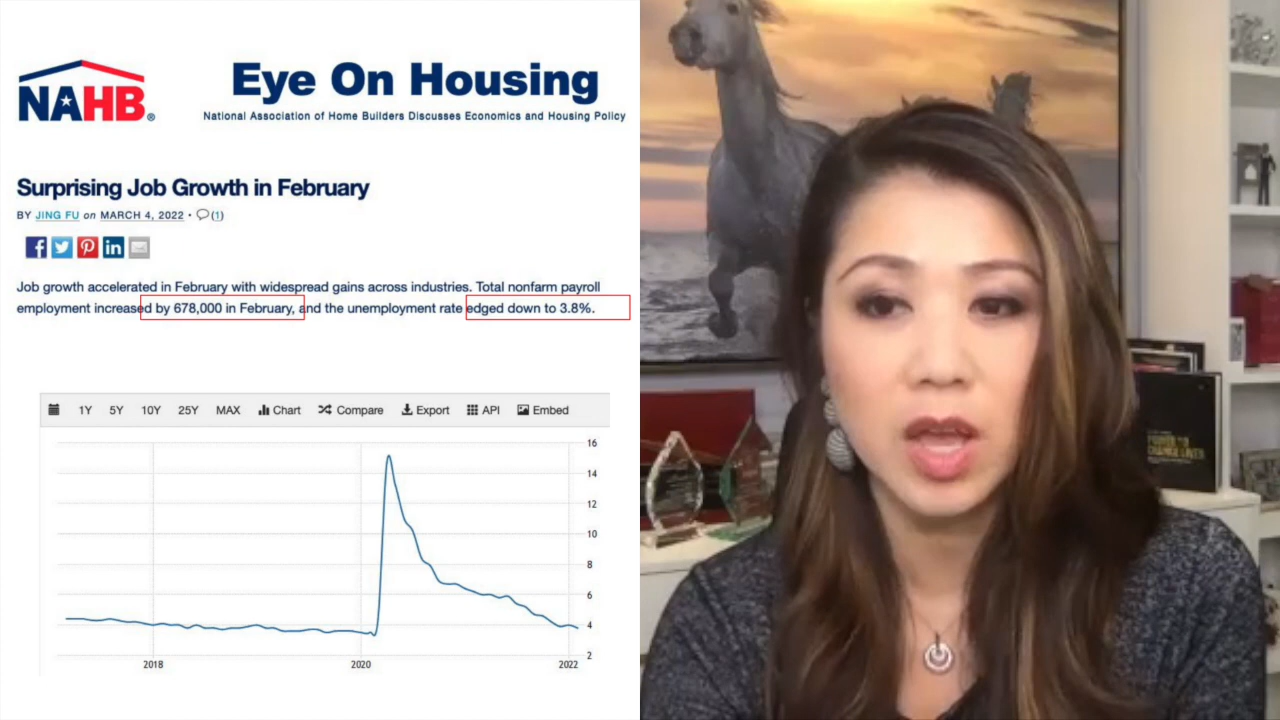 NAHB®
Eye On Housing
National Association of Home Builders Discusses Economics and Housing Policy
Surprising Job Growth in February
BY JING FU on MARCH 4, 2022 • (1)
Job growth accelerated in February with widespread gains across industries. Total nonfarm payroll
employment increased by 678,000 in February, and the unemployment rate edged down to 3.8%.
1Y 5Y 10Y 25Y MAX Chart Compare Export API Embed
16
14
12
10
8
6
4
2
2018 2020 2022
POWER TO
CHANGE LIVES